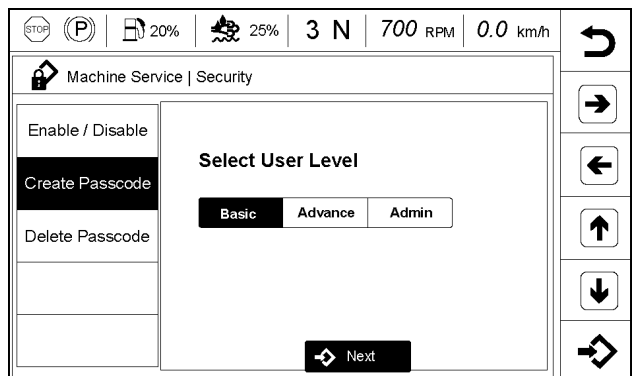 STOP (P) 20% 25% 3 N 700 RPM 0.0 km/h
Machine Service | Security
Enable / Disable
Create Passcode
Delete Passcode
Select User Level
Basic Advance Admin
Next